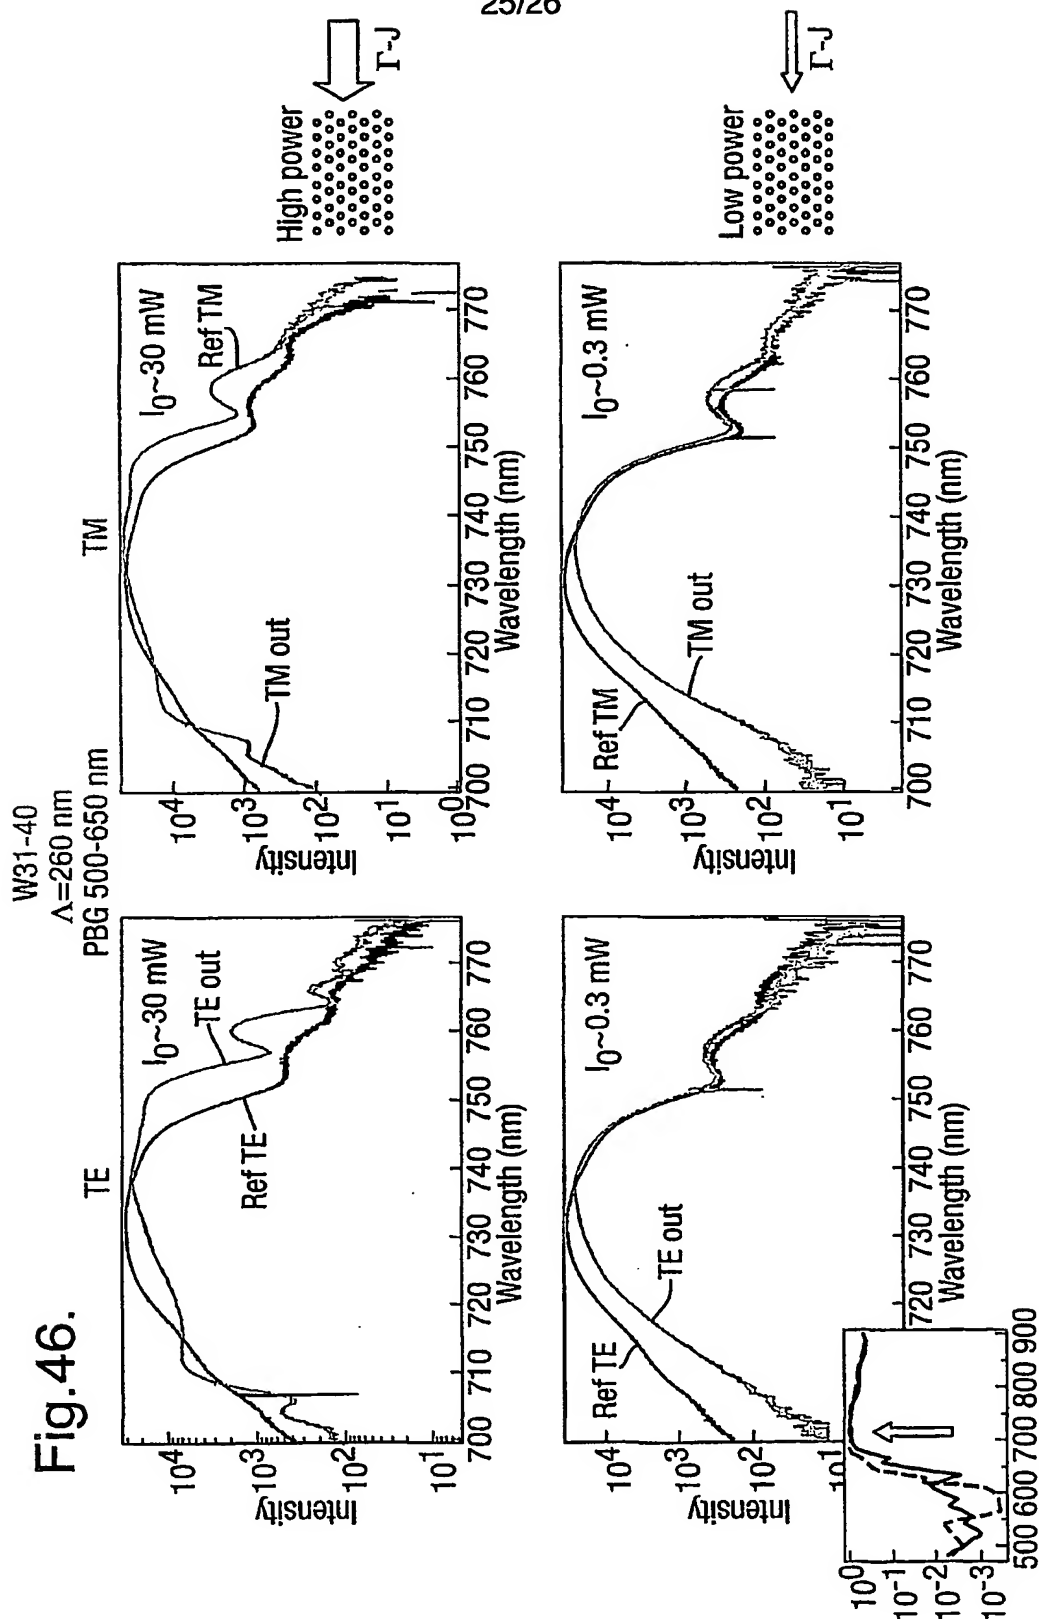 25/26
Fig.46.
W31-40
Λ=260 nm
PBG 500-650 nm
TE
I0~30 mW
TE out
Ref TE
Intensity
10^4
10^3
10^2
10^1
700 710 720 730 740 750 760 770
Wavelength (nm)
TM
I0~30 mW
Ref TM
TM out
Intensity
10^4
10^3
10^2
10^1
10^0
700 710 720 730 740 750 760 770
Wavelength (nm)
High power
Γ-J
I0~0.3 mW
Ref TE
TE out
Intensity
10^4
10^3
10^2
10^1
720 730 740 750 760 770
Wavelength (nm)
10^0
10^-1
10^-2
10^-3
500 600 700 800 900
I0~0.3 mW
Ref TM
TM out
Intensity
10^4
10^3
10^2
10^1
700 710 720 730 740 750 760 770
Wavelength (nm)
Low power
Γ-J